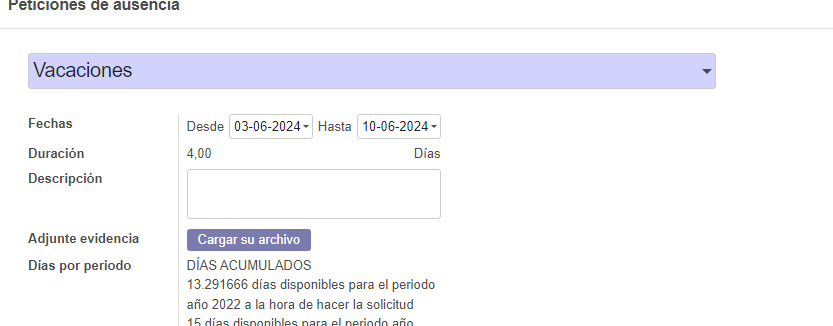 Peticiones de ausencia
Vacaciones
Fechas
Desde 03-06-2024 Hasta 10-06-2024
Duración
4,00 Días
Descripción
Adjunte evidencia
Cargar su archivo
Días por periodo
DÍAS ACUMULADOS
13.291666 días disponibles para el periodo
año 2022 a la hora de hacer la solicitud
15 días disponibles para el periodo año